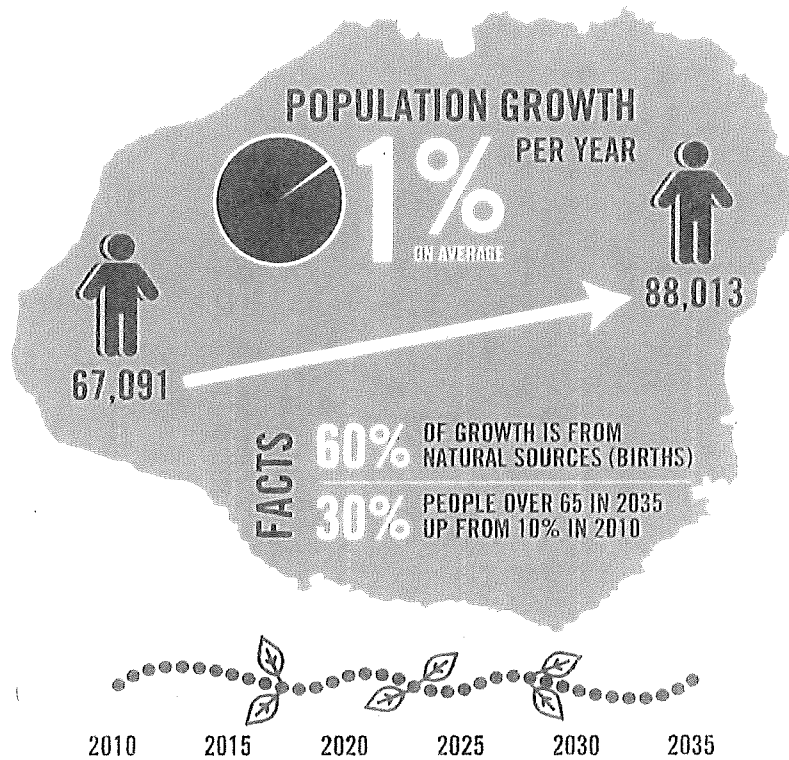 POPULATION GROWTH
1% PER YEAR
ON AVERAGE
67,091
88,013
FACTS
60% OF GROWTH IS FROM
NATURAL SOURCES (BIRTHS)
30% PEOPLE OVER 65 IN 2035
UP FROM 10% IN 2010
2010 2015 2020 2025 2030 2035